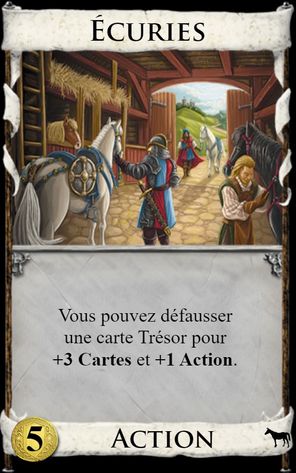 Écuries
Vous pouvez défausser
une carte Trésor pour
+3 Cartes et +1 Action.
5
Action